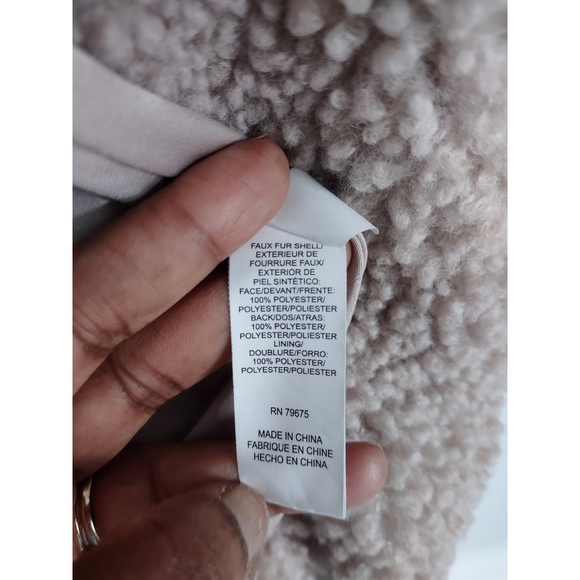 FAUX FUR SHELL/
EXTERIEUR DE
FOURRURE FAUX/
EXTERIOR DE
PIEL SINTÉTICO:
FACE/DEVANT/FRENTE:
100% POLYESTER/
POLYESTER/POLIESTER
BACK/DOS/ATRAS:
100% POLYESTER/
POLYESTER/POLIESTER
LINING/
DOUBLURE/FORRO:
100% POLYESTER/
POLYESTER/POLIESTER
RN 79675
MADE IN CHINA
FABRIQUE EN CHINE
HECHO EN CHINA